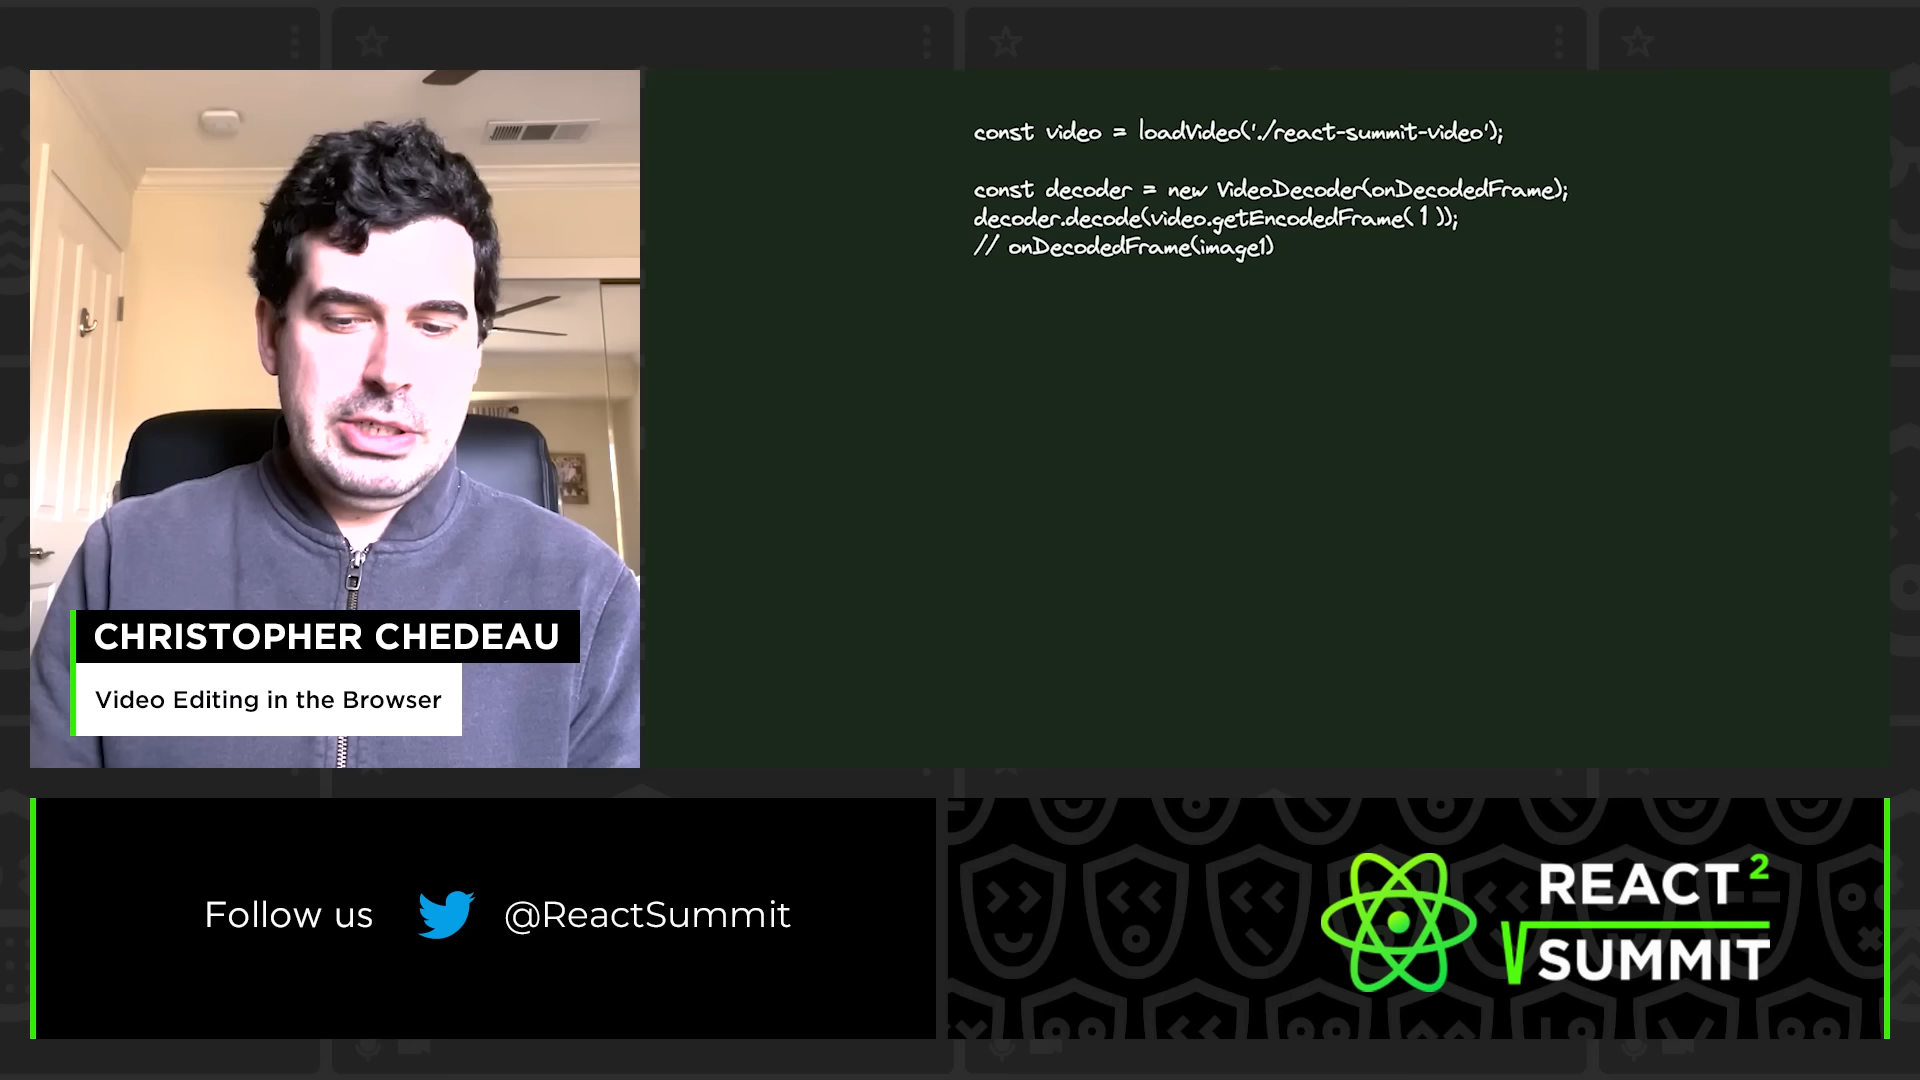 const video = loadVideo('./react-summit-video');
const decoder = new VideoDecoder(onDecodedFrame);
decoder.decode(video.getEncodedFrame( 1 ));
// onDecodedFrame(image1)
CHRISTOPHER CHEDEAU
Video Editing in the Browser
Follow us @ReactSummit
REACT 2
SUMMIT